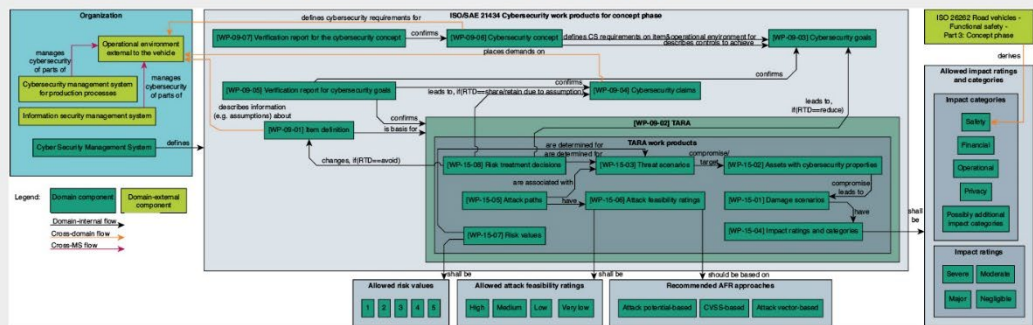 Organization
Operational environment
external to the vehicle
manages
cybersecurity
of parts of
Cybersecurity management system
for production processes
manages
cybersecurity
of parts of
Information security management system
Cyber Security Management System
defines
Legend:
Domain component
Domain-external
component
Domain-internal flow
Cross-domain flow
Cross-MS flow
ISO/SAE 21434 Cybersecurity work products for concept phase
defines cybersecurity requirements for
[WP-09-07] Verification report for the cybersecurity concept
confirms
[WP-09-06] Cybersecurity concept
defines CS requirements on item&operational environment for
describes controls to achieve
[WP-09-03] Cybersecurity goals
places demands on
confirms
[WP-09-05] Verification report for cybersecurity goals
confirms
leads to, if(RTD==share/retain due to assumption)
[WP-09-04] Cybersecurity claims
describes information
(e.g. assumptions) about
confirms
leads to,
if(RTD==reduce)
[WP-09-01] Item definition
is basis for
[WP-09-02] TARA
TARA work products
changes, if(RTD==avoid)
are determined for
are determined for
compromise/
target
[WP-15-08] Risk treatment decisions
[WP-15-03] Threat scenarios
[WP-15-02] Assets with cybersecurity properties
are associated with
compromise
leads to
[WP-15-05] Attack paths
have
[WP-15-06] Attack feasibility ratings
[WP-15-01] Damage scenarios
have
[WP-15-07] Risk values
[WP-15-04] Impact ratings and categories
shall
be
shall be
shall be
should be based on
Allowed risk values
1 2 3 4 5
Allowed attack feasibility ratings
High Medium Low Very low
Recommended AFR approaches
Attack potential-based CVSS-based Attack vector-based
ISO 26262 Road vehicles -
Functional safety -
Part 3: Concept phase
derives
Allowed impact ratings
and categories
Impact categories
Safety
Financial
Operational
Privacy
Possibly additional
impact categories
Impact ratings
Severe Moderate
Major Negligible